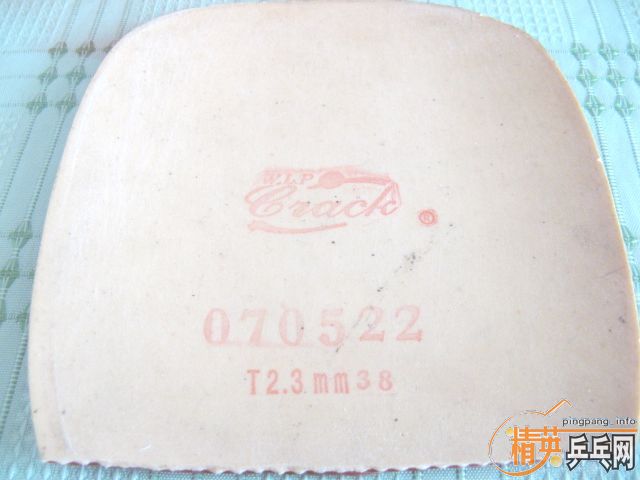 W.L.P
Crack
®
070522
T2.3mm38
pingpang_info
精英乒乓网